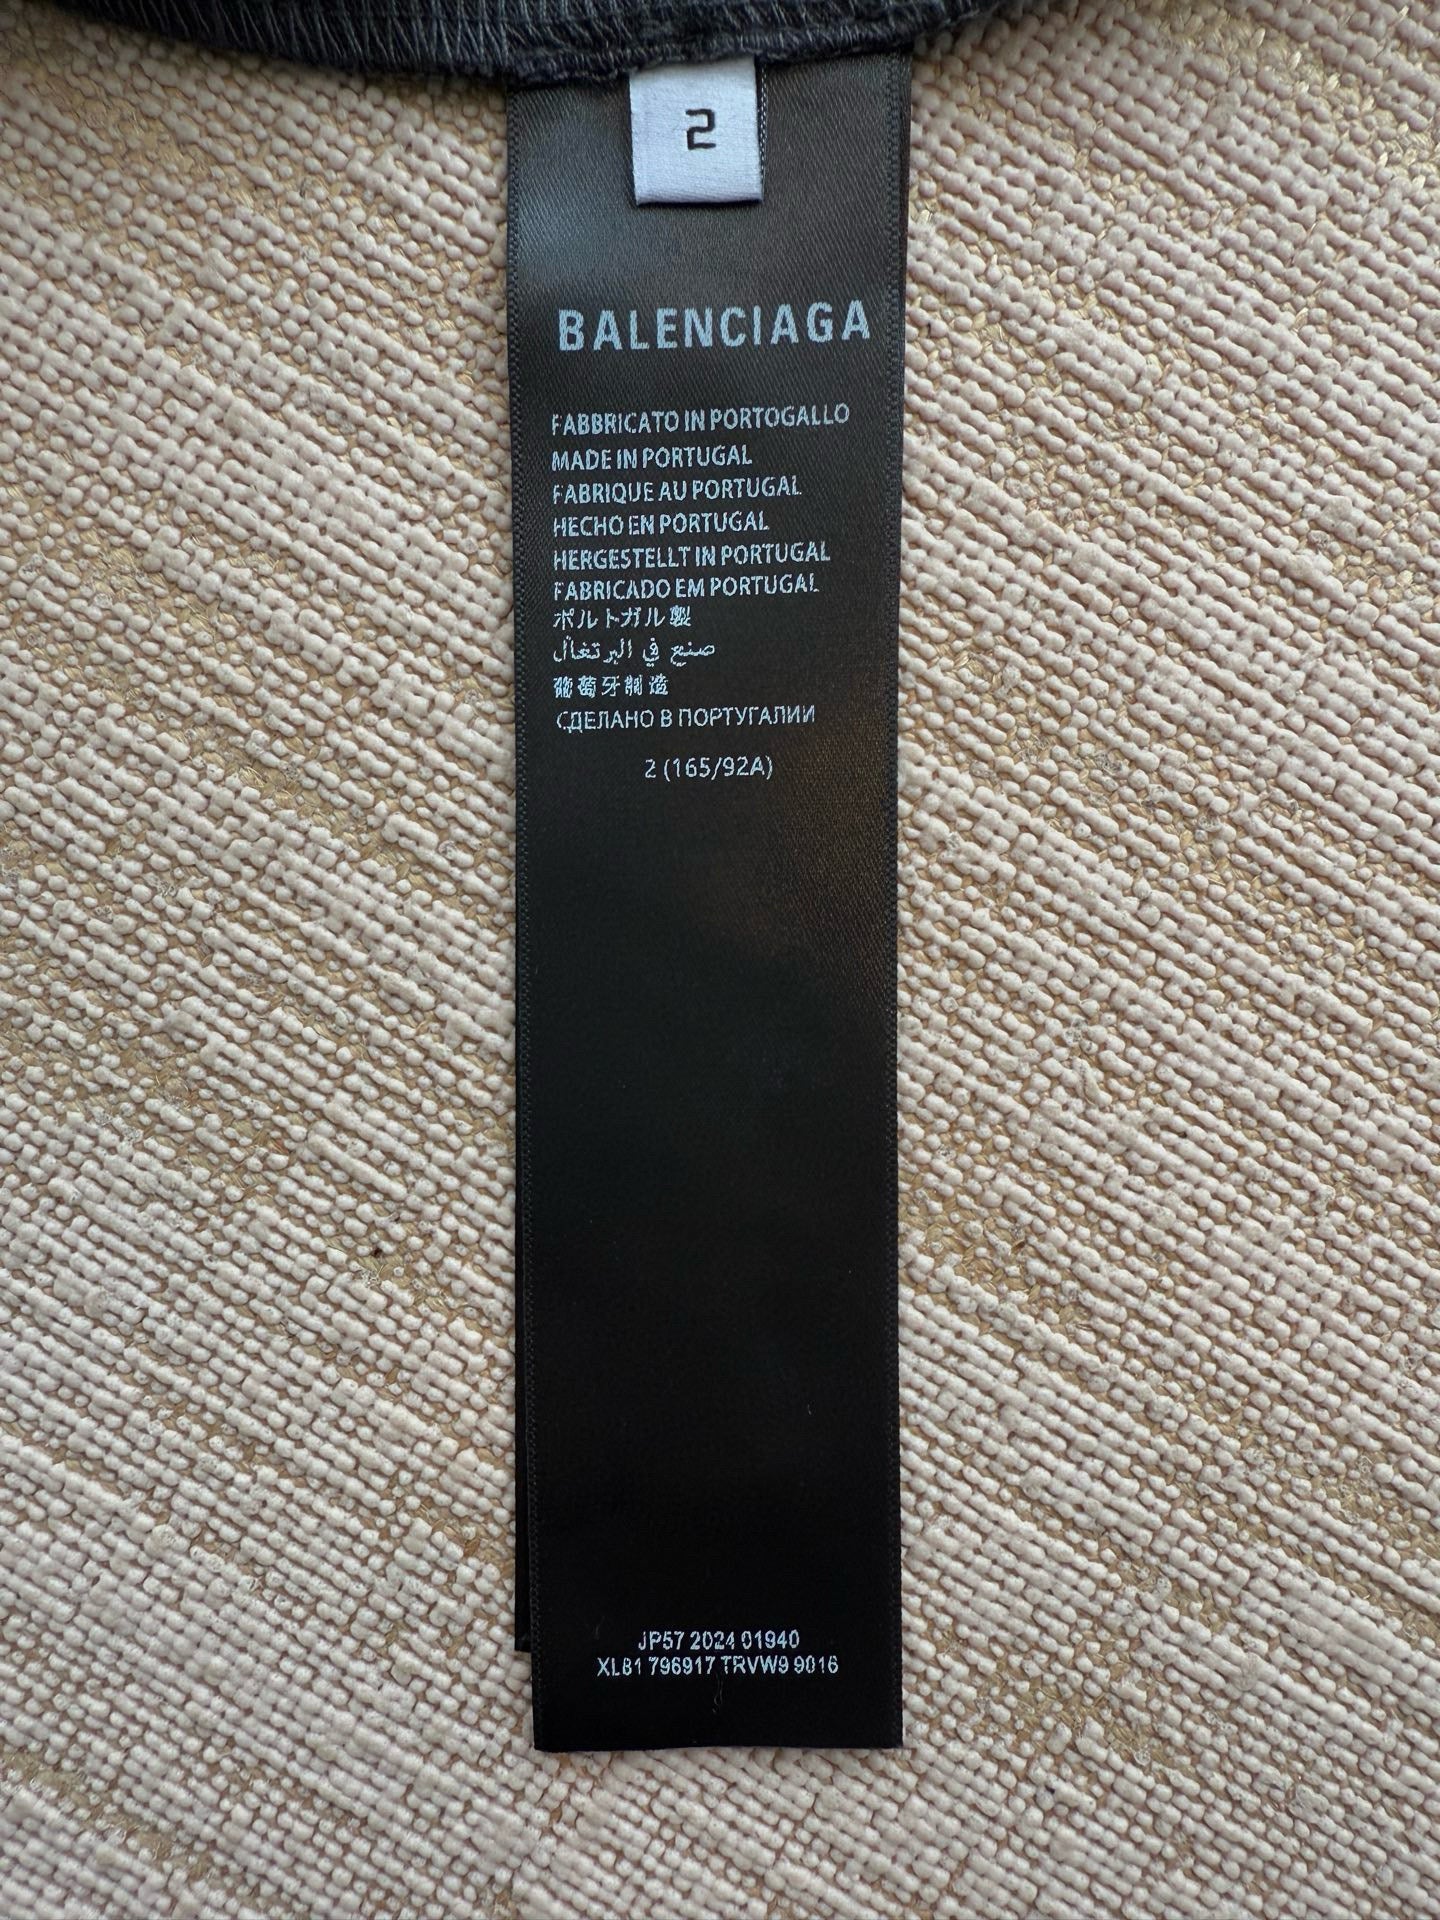 2
BALENCIAGA
FABBRICATO IN PORTOGALLO
MADE IN PORTUGAL
FABRIQUE AU PORTUGAL
HECHO EN PORTUGAL
HERGESTELLT IN PORTUGAL
FABRICADO EM PORTUGAL
ポルトガル製
صنع في البرتغال
葡萄牙制造
СДЕЛАНО В ПОРТУГАЛИИ
2 (165/92A)
JP57 2024 01940
XL81 796917 TRVW9 9016